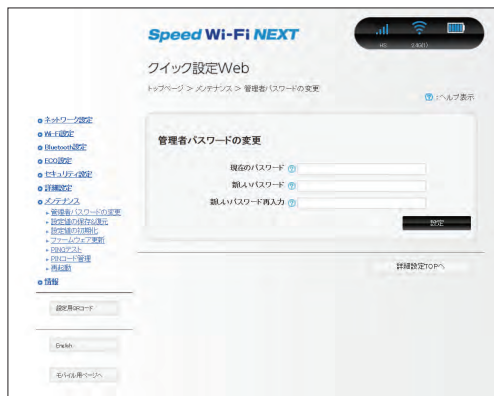 Speed Wi-Fi NEXT
HS 2.4G(1)
クイック設定Web
トップページ > メンテナンス > 管理者パスワードの変更
? :ヘルプ表示
ネットワーク設定
Wi-Fi設定
Bluetooth設定
ECO設定
セキュリティ設定
詳細設定
メンテナンス
管理者パスワードの変更
設定値の保存&復元
設定値の初期化
ファームウェア更新
PINGテスト
PINコード管理
再起動
情報
設定用QRコード
English
モバイル用ページへ
管理者パスワードの変更
現在のパスワード ?
新しいパスワード ?
新しいパスワード再入力 ?
設定
詳細設定TOPへ